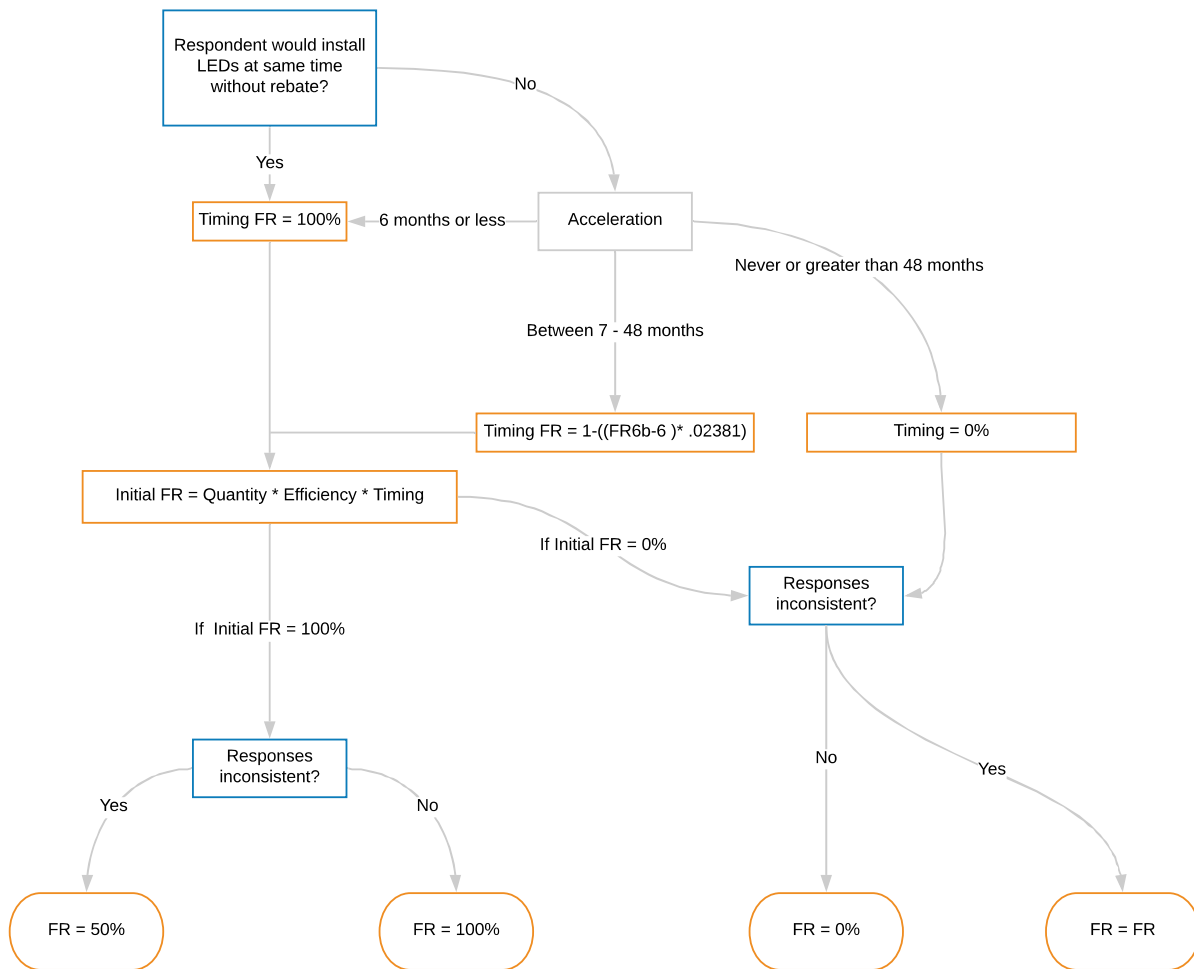 Respondent would install
LEDs at same time
without rebate?
No
Yes
Timing FR = 100%
6 months or less
Acceleration
Never or greater than 48 months
Between 7 - 48 months
Timing FR = 1-((FR6b-6 )* .02381)
Timing = 0%
Initial FR = Quantity * Efficiency * Timing
If Initial FR = 0%
Responses
inconsistent?
If  Initial FR = 100%
Responses
inconsistent?
No
Yes
Yes
No
FR = 50%
FR = 100%
FR = 0%
FR = FR